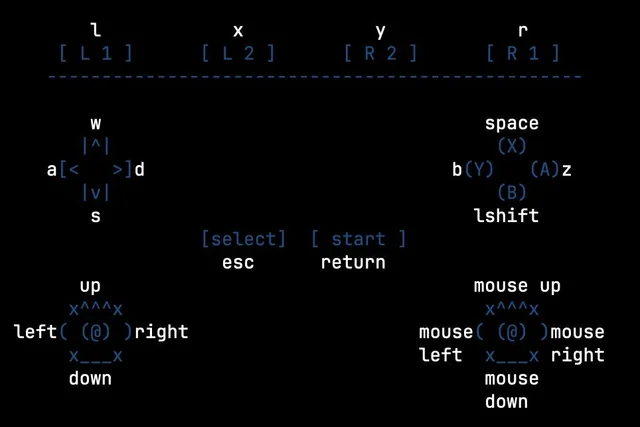 l x y r
[ L 1 ] [ L 2 ] [ R 2 ] [ R 1 ]
--------------------------------------------------
w space
|^| (X)
a[< >]d b(Y) (A)z
|v| (B)
s lshift
[select] [ start ]
esc return
up mouse up
x^^^x x^^^x
left( (@) )right mouse( (@) )mouse
x___x left x___x right
down mouse
down